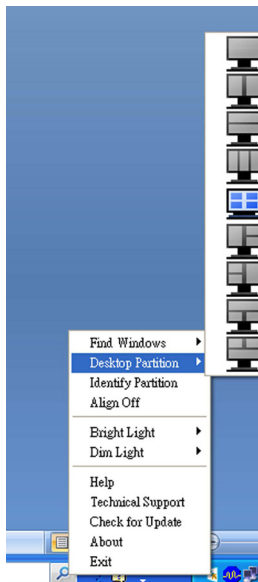 Find Windows
Desktop Partition
Identify Partition
Align Off
Bright Light
Dim Light
Help
Technical Support
Check for Update
About
Exit